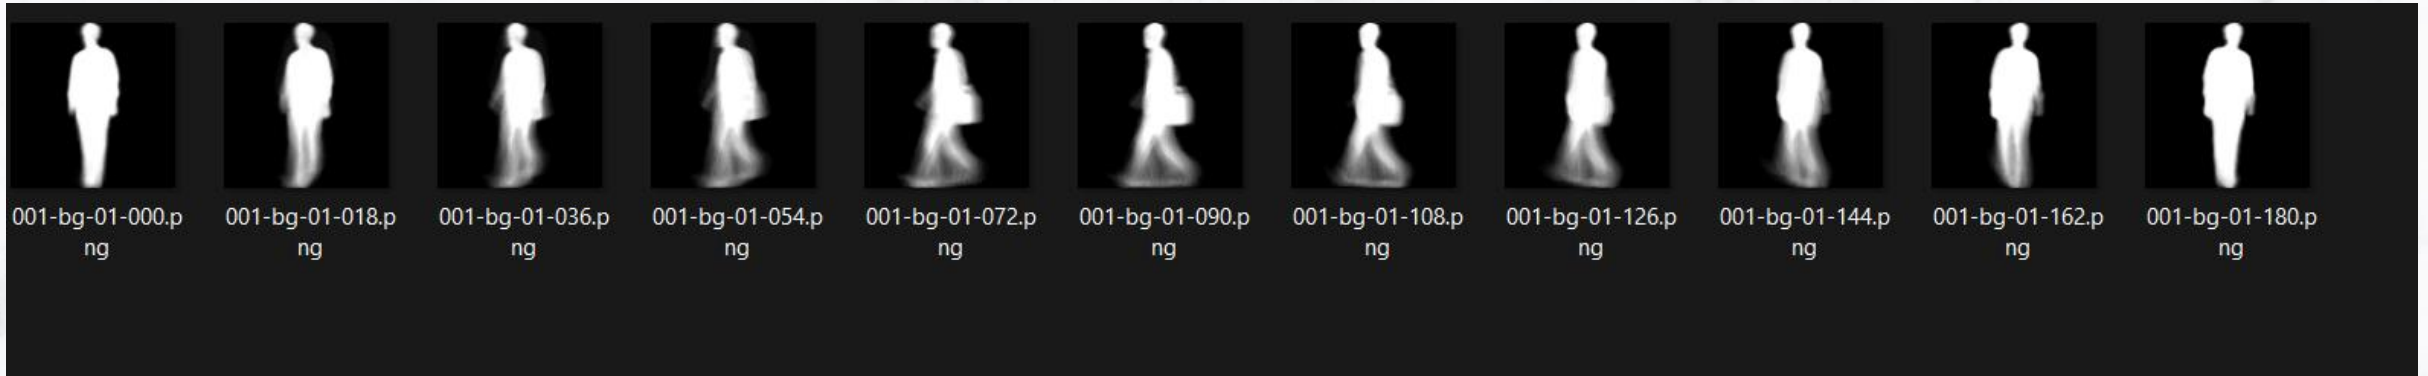 001-bg-01-000.p
ng
001-bg-01-018.p
ng
001-bg-01-036.p
ng
001-bg-01-054.p
ng
001-bg-01-072.p
ng
001-bg-01-090.p
ng
001-bg-01-108.p
ng
001-bg-01-126.p
ng
001-bg-01-144.p
ng
001-bg-01-162.p
ng
001-bg-01-180.p
ng